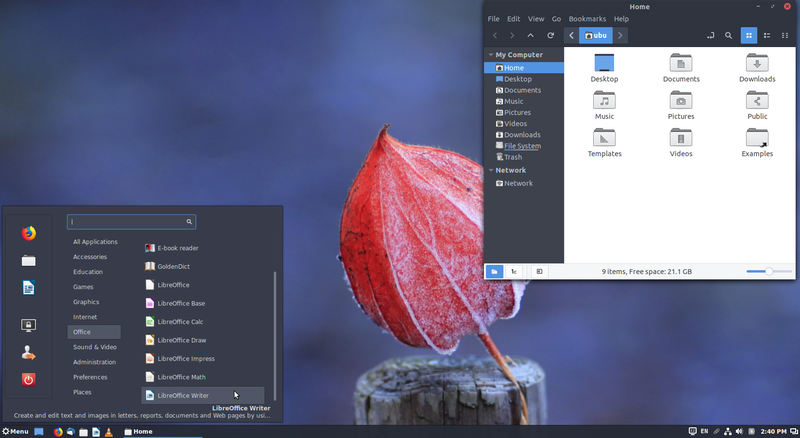 Home
File Edit View Go Bookmarks Help
ubu
My Computer
Home
Desktop
Documents
Music
Pictures
Videos
Downloads
File System
Trash
Network
Network
Desktop Documents Downloads
Music Pictures Public
Templates Videos Examples
9 items, Free space: 21.1 GB
All Applications
Accessories
Education
Games
Graphics
Internet
Office
Sound & Video
Administration
Preferences
Places
E-book reader
GoldenDict
LibreOffice
LibreOffice Base
LibreOffice Calc
LibreOffice Draw
LibreOffice Impress
LibreOffice Math
LibreOffice Writer
LibreOffice Writer
Create and edit text and images in letters, reports, documents and Web pages by usi...
Menu Home EN 2:40 PM